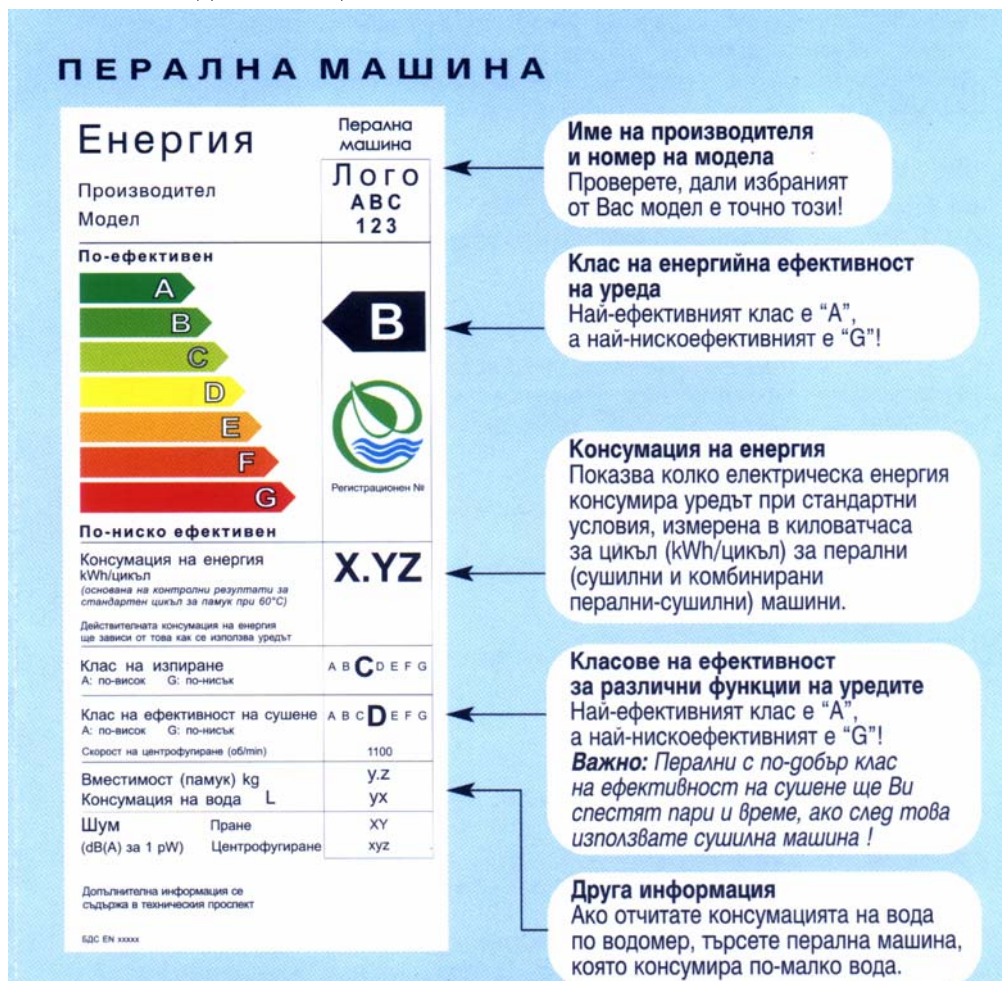 ПЕРАЛНА МАШИНА
Енергия
Перална
машина
Производител
Модел
Лого
ABC
123
По-ефективен
A
B
C
D
E
F
G
B
Регистрационен №
По-ниско ефективен
Консумация на енергия
kWh/цикъл
(основана на контролни резултати за
стандартен цикъл за памук при 60°C)
X.YZ
Действителната консумация на енергия
ще зависи от това как се използва уредът
Клас на изпиране
A: по-висок G: по-нисък
A B C D E F G
Клас на ефективност на сушене
A: по-висок G: по-нисък
A B C D E F G
Скорост на центрофугиране (об/min)
1100
Вместимост (памук) kg
y.z
Консумация на вода L
yx
Шум
(dB(A) за 1 pW)
Пране
XY
Центрофугиране
xyz
Допълнителна информация се
съдържа в техническия проспект
БДС EN xxxxx
Име на производителя
и номер на модела
Проверете, дали избраният
от Вас модел е точно този!
Клас на енергийна ефективност
на уреда
Най-ефективният клас е “A”,
а най-нискоефективният е “G”!
Консумация на енергия
Показва колко електрическа енергия
консумира уредът при стандартни
условия, измерена в киловатчаса
за цикъл (kWh/цикъл) за перални
(сушилни и комбинирани
перални-сушилни) машини.
Класове на ефективност
за различни функции на уредите
Най-ефективният клас е “A”,
а най-нискоефективният е “G”!
Важно: Перални с по-добър клас
на ефективност на сушене ще Ви
спестят пари и време, ако след това
използвате сушилна машина !
Друга информация
Ако отчитате консумацията на вода
по водомер, търсете перална машина,
която консумира по-малко вода.